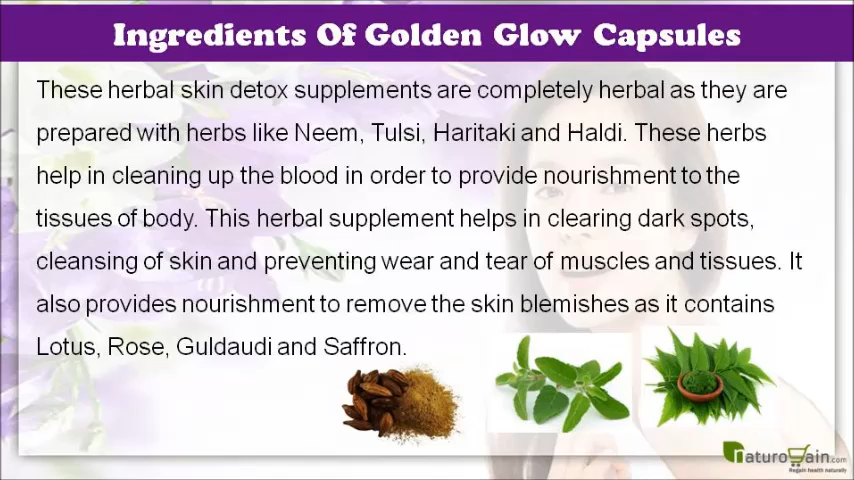 Ingredients Of Golden Glow Capsules
These herbal skin detox supplements are completely herbal as they are
prepared with herbs like Neem, Tulsi, Haritaki and Haldi. These herbs
help in cleaning up the blood in order to provide nourishment to the
tissues of body. This herbal supplement helps in clearing dark spots,
cleansing of skin and preventing wear and tear of muscles and tissues. It
also provides nourishment to remove the skin blemishes as it contains
Lotus, Rose, Guldaudi and Saffron.
NaturoGain.com
Regain health naturally